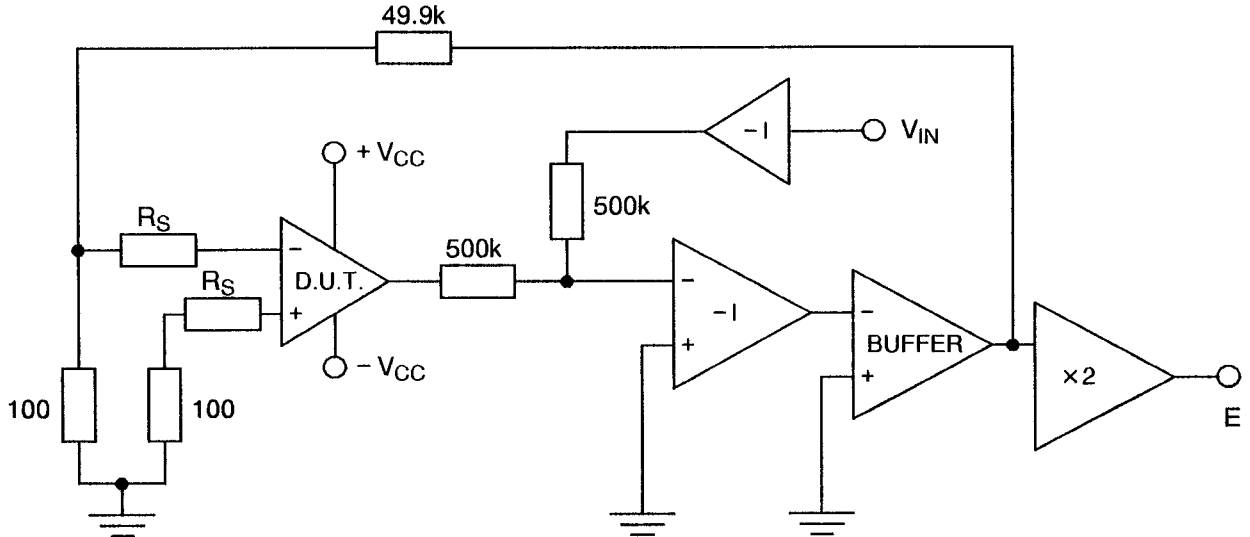 49.9k
−1
V_IN
+ V_CC
500k
R_S
−
500k
R_S
D.U.T.
+
−
−1
+
−
BUFFER
+
− V_CC
×2
100
100
E